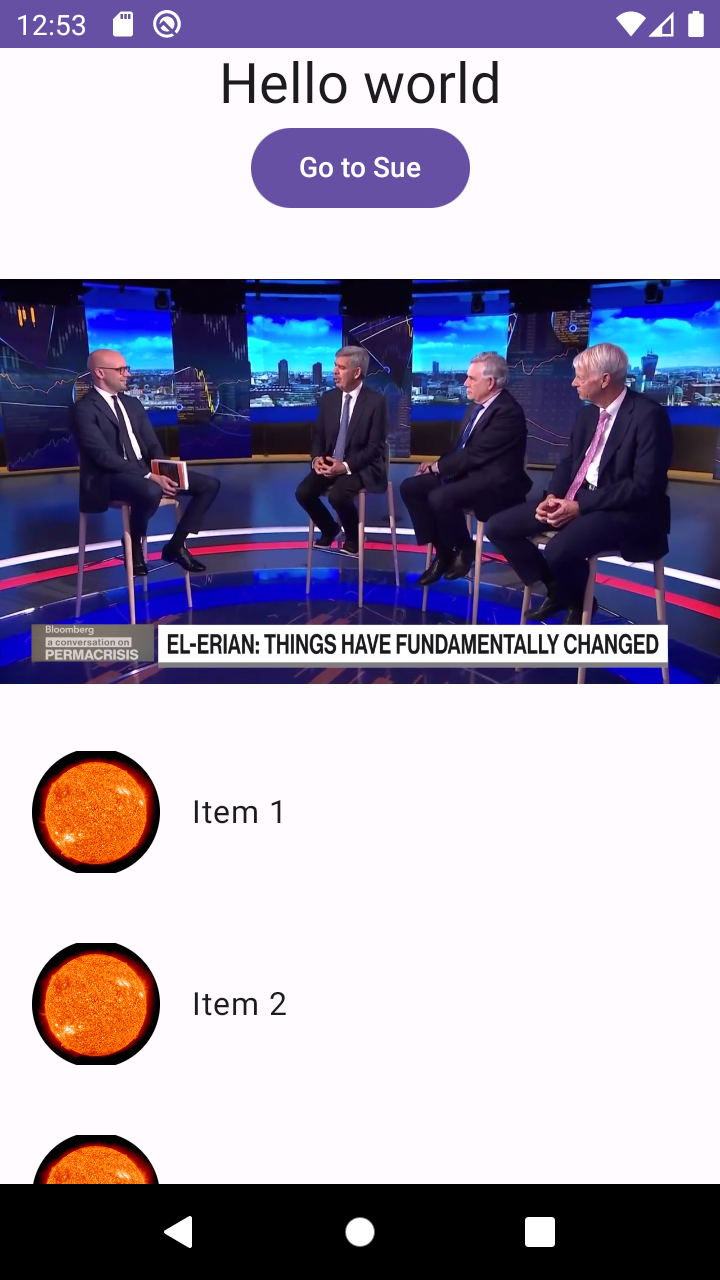 12:53
Hello world
Go to Sue
Bloomberg
a conversation on
PERMACRISIS
EL-ERIAN: THINGS HAVE FUNDAMENTALLY CHANGED
Item 1
Item 2